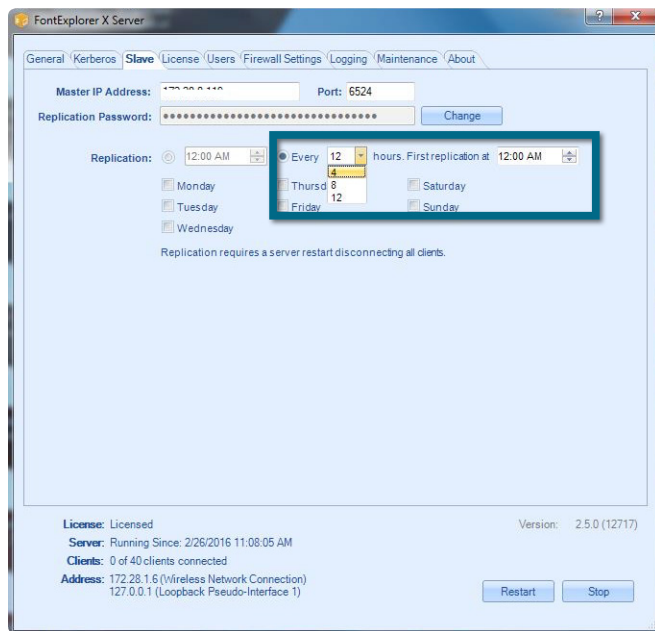 FontExplorer X Server
General Kerberos Slave License Users Firewall Settings Logging Maintenance About
Master IP Address: Port: 6524
Replication Password: Change
Replication: 12:00 AM Every 12 hours. First replication at 12:00 AM
4
Monday Thursd 8 Saturday
12
Tuesday Friday Sunday
Wednesday
Replication requires a server restart disconnecting all clients.
License: Licensed Version: 2.5.0 (12717)
Server: Running Since: 2/26/2016 11:08:05 AM
Clients: 0 of 40 clients connected
Address: 172.28.1.6 (Wireless Network Connection)
127.0.0.1 (Loopback Pseudo-Interface 1) Restart Stop